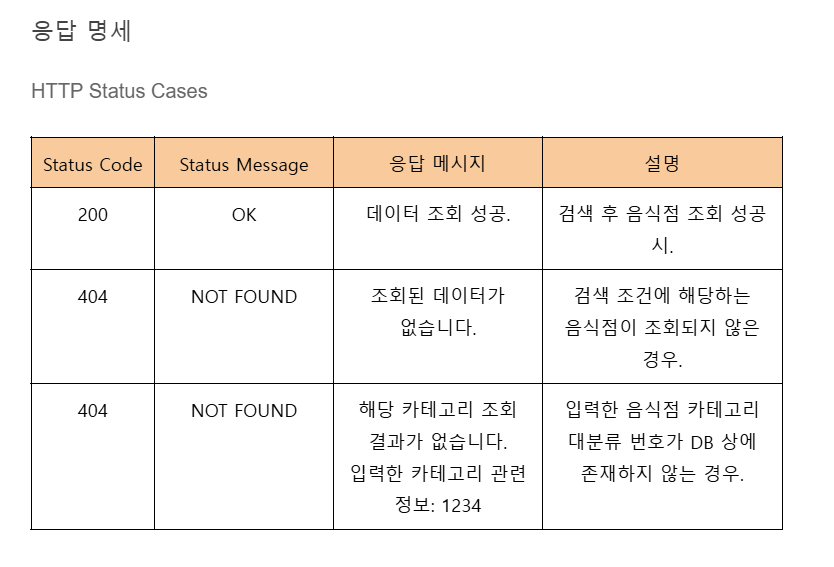 응답 명세
HTTP Status Cases
Status Code Status Message 응답 메시지 설명
200 OK 데이터 조회 성공. 검색 후 음식점 조회 성공
시.
404 NOT FOUND 조회된 데이터가 검색 조건에 해당하는
없습니다. 음식점이 조회되지 않은
경우.
404 NOT FOUND 해당 카테고리 조회 입력한 음식점 카테고리
결과가 없습니다. 대분류 번호가 DB 상에
입력한 카테고리 관련 존재하지 않는 경우.
정보: 1234